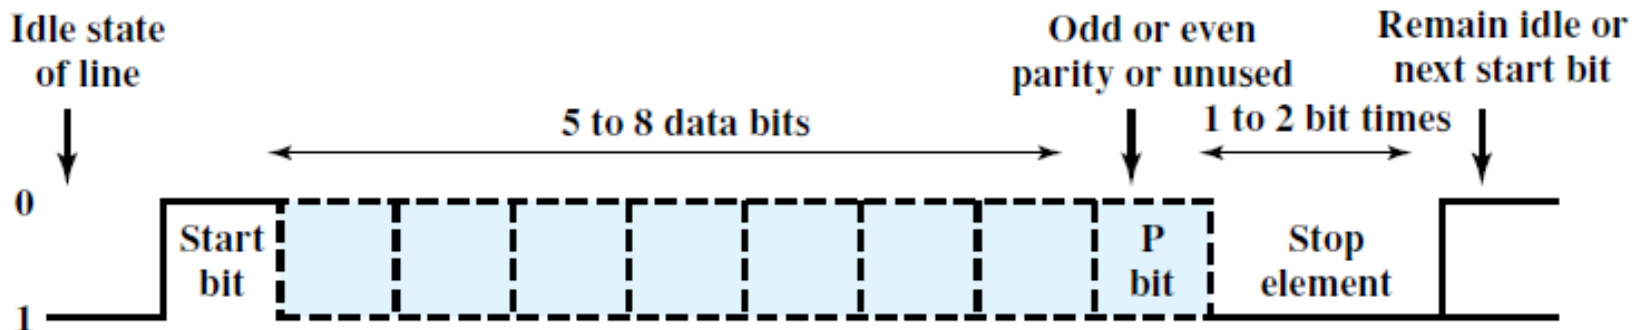 Idle state
of line
Odd or even
parity or unused
Remain idle or
next start bit
5 to 8 data bits
1 to 2 bit times
0
Start
bit
P
bit
Stop
element
1